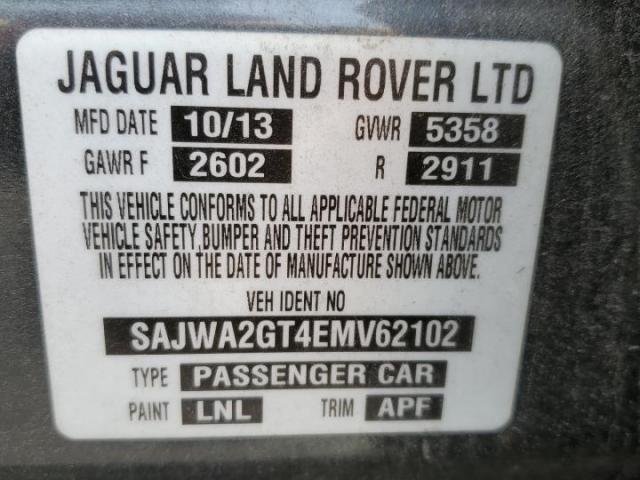 JAGUAR LAND ROVER LTD
MFD DATE 10/13 GVWR 5358
GAWR F 2602 R 2911
THIS VEHICLE CONFORMS TO ALL APPLICABLE FEDERAL MOTOR
VEHICLE SAFETY, BUMPER AND THEFT PREVENTION STANDARDS
IN EFFECT ON THE DATE OF MANUFACTURE SHOWN ABOVE.
VEH IDENT NO
SAJWA2GT4EMV62102
TYPE PASSENGER CAR
PAINT LNL TRIM APF